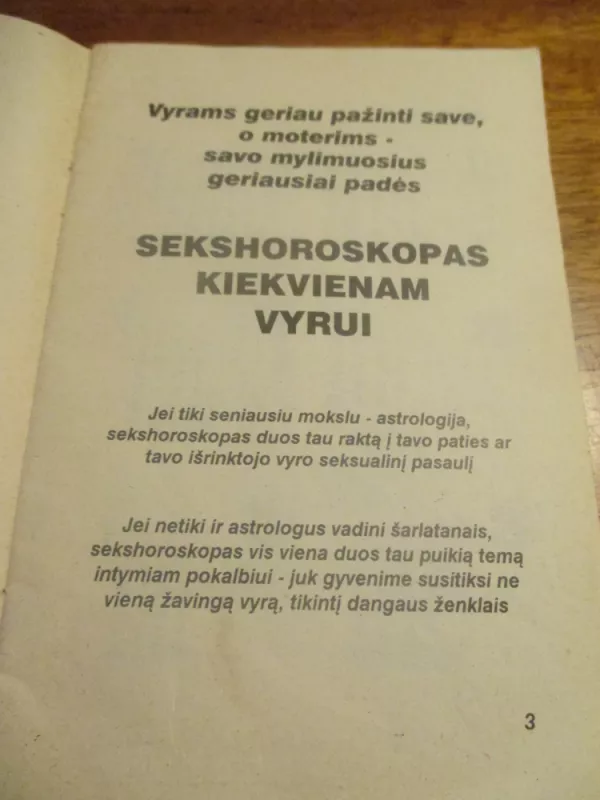 Vyrams geriau pažinti save,
o moterims -
savo mylimuosius
geriausiai padės
SEKSHOROSKOPAS
KIEKVIENAM
VYRUI
Jei tiki seniausiu mokslu - astrologija,
sekshoroskopas duos tau raktą į tavo paties ar
tavo išrinktojo vyro seksualinį pasaulį
Jei netiki ir astrologus vadini šarlatanais,
sekshoroskopas vis viena duos tau puikią temą
intymiam pokalbiui - juk gyvenime susitiksi ne
vieną žavingą vyrą, tikintį dangaus ženklais
3